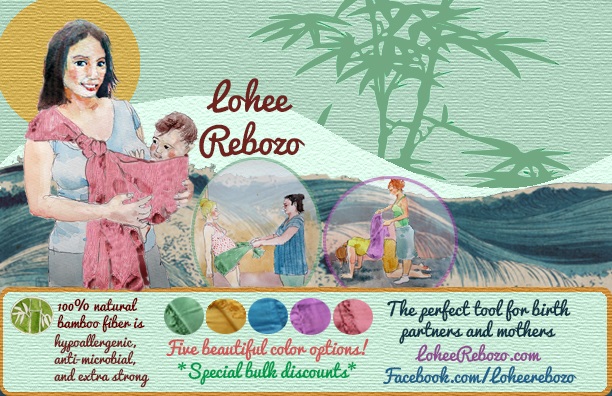 Lohee
Rebozo
100% natural
bamboo fiber is
hypoallergenic,
anti-microbial,
and extra strong
Five beautiful color options!
*Special bulk discounts*
The perfect tool for birth
partners and mothers
LoheeRebozo.com
Facebook.com/Loheerebozo